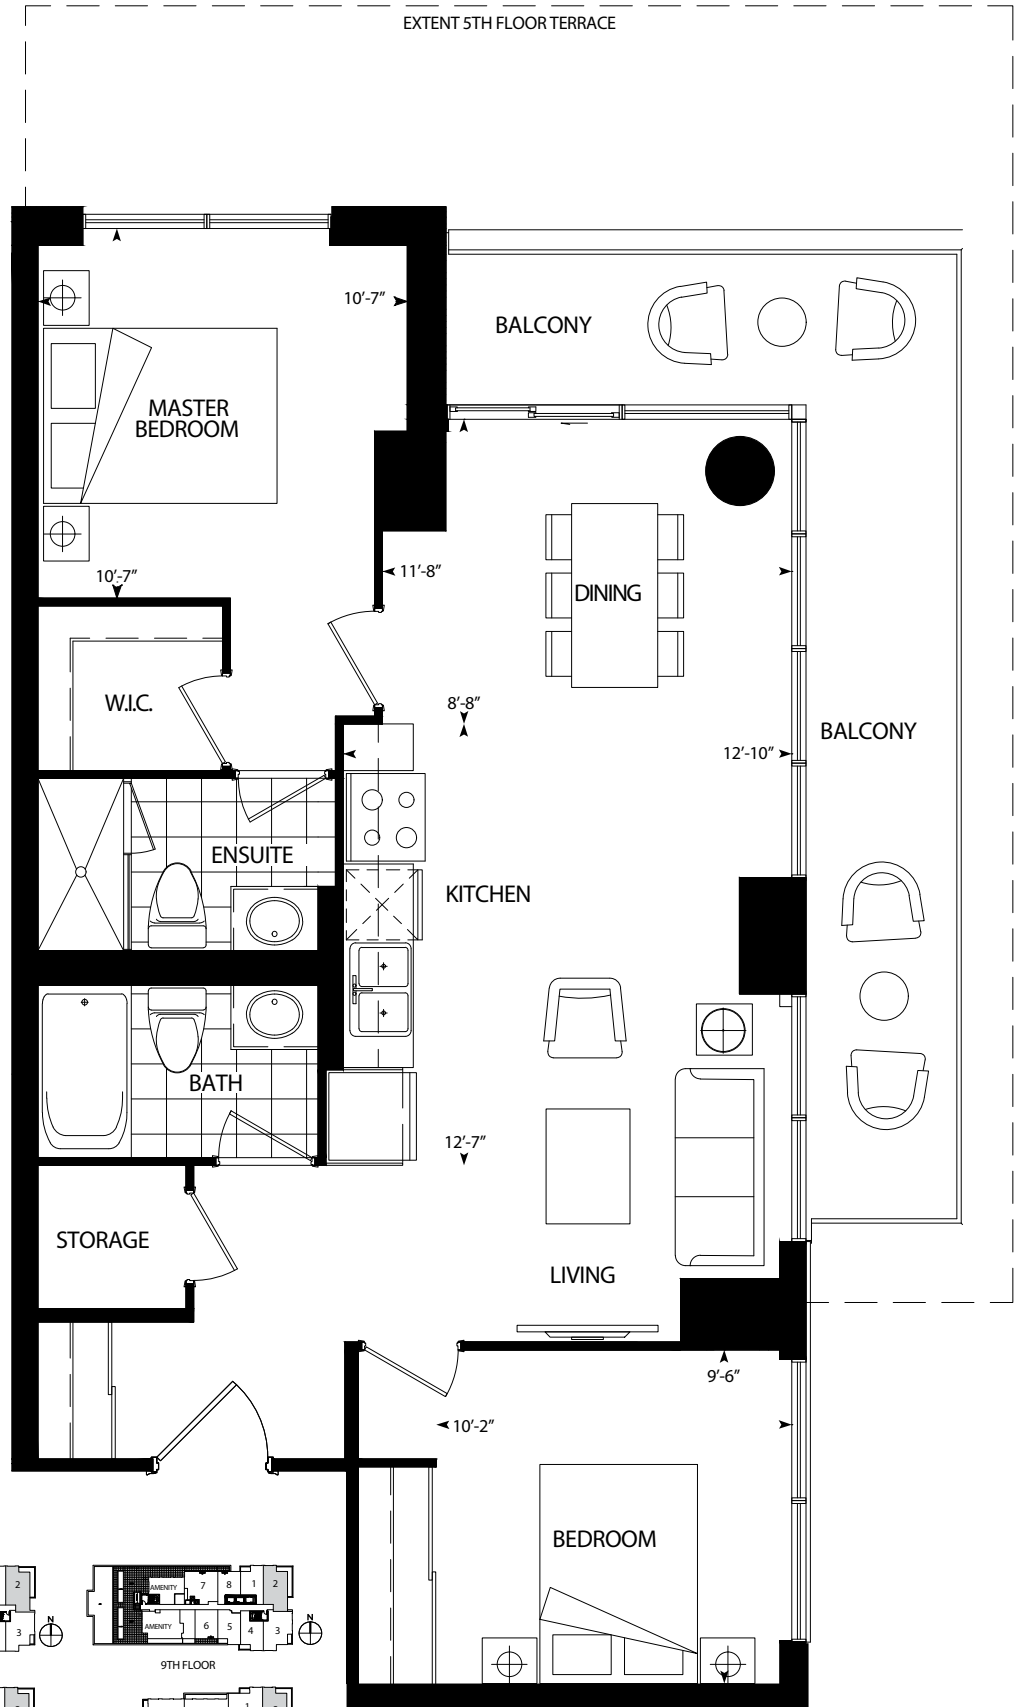 EXTENT 5TH FLOOR TERRACE
10'-7"
BALCONY
MASTER
BEDROOM
10'-7"
11'-8"
DINING
W.I.C.
8'-8"
12'-10"
BALCONY
ENSUITE
KITCHEN
BATH
12'-7"
STORAGE
LIVING
9'-6"
10'-2"
BEDROOM
2
3
N
AMENITY
7
8
1
2
AMENITY
6
5
4
3
N
9TH FLOOR
1